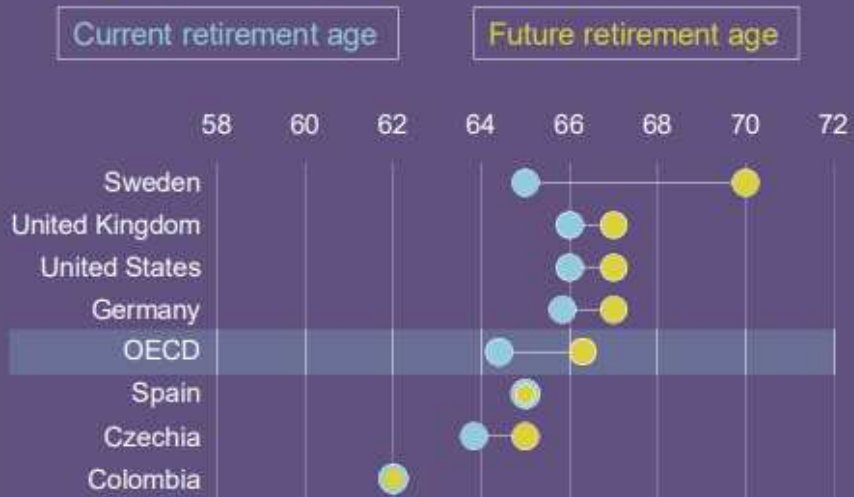 Current retirement age Future retirement age
58 60 62 64 66 68 70 72
Sweden
United Kingdom
United States
Germany
OECD
Spain
Czechia
Colombia